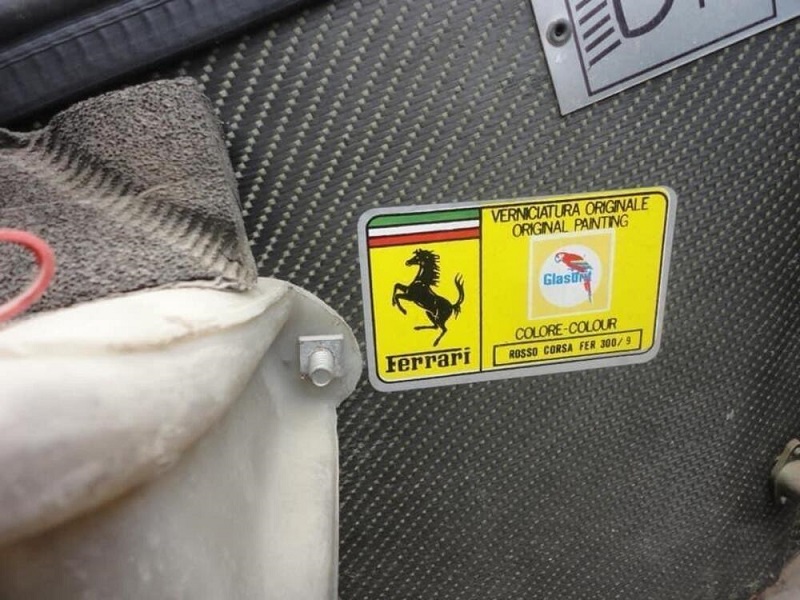 VERNICIATURA ORIGINALE
ORIGINAL PAINTING
Glasurit
COLORE-COLOUR
ROSSO CORSA FER 300/9
Ferrari